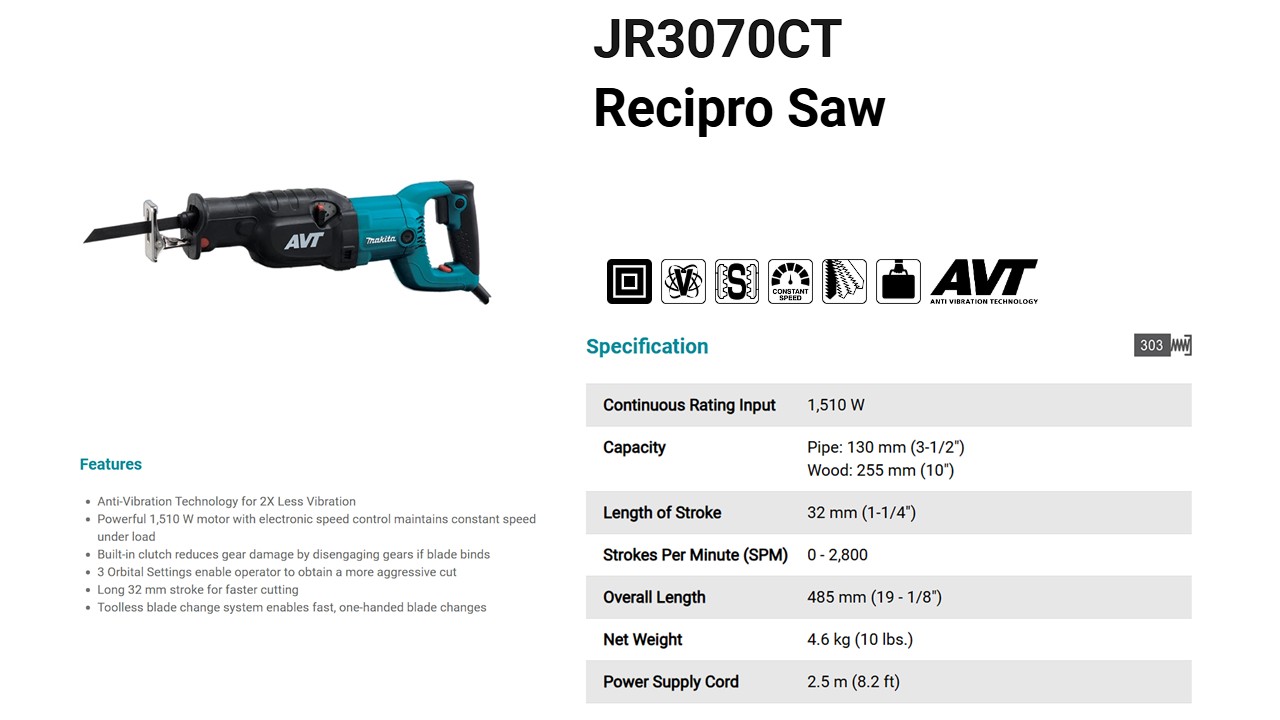 JR3070CT
Recipro Saw
AVT
makita
V
S
CONSTANT
SPEED
AVT
ANTI VIBRATION TECHNOLOGY
Specification
303
Continuous Rating Input 1,510 W
Capacity Pipe: 130 mm (3-1/2")
Wood: 255 mm (10")
Length of Stroke 32 mm (1-1/4")
Strokes Per Minute (SPM) 0 - 2,800
Overall Length 485 mm (19 - 1/8")
Net Weight 4.6 kg (10 lbs.)
Power Supply Cord 2.5 m (8.2 ft)
Features
• Anti-Vibration Technology for 2X Less Vibration
• Powerful 1,510 W motor with electronic speed control maintains constant speed
under load
• Built-in clutch reduces gear damage by disengaging gears if blade binds
• 3 Orbital Settings enable operator to obtain a more aggressive cut
• Long 32 mm stroke for faster cutting
• Toolless blade change system enables fast, one-handed blade changes